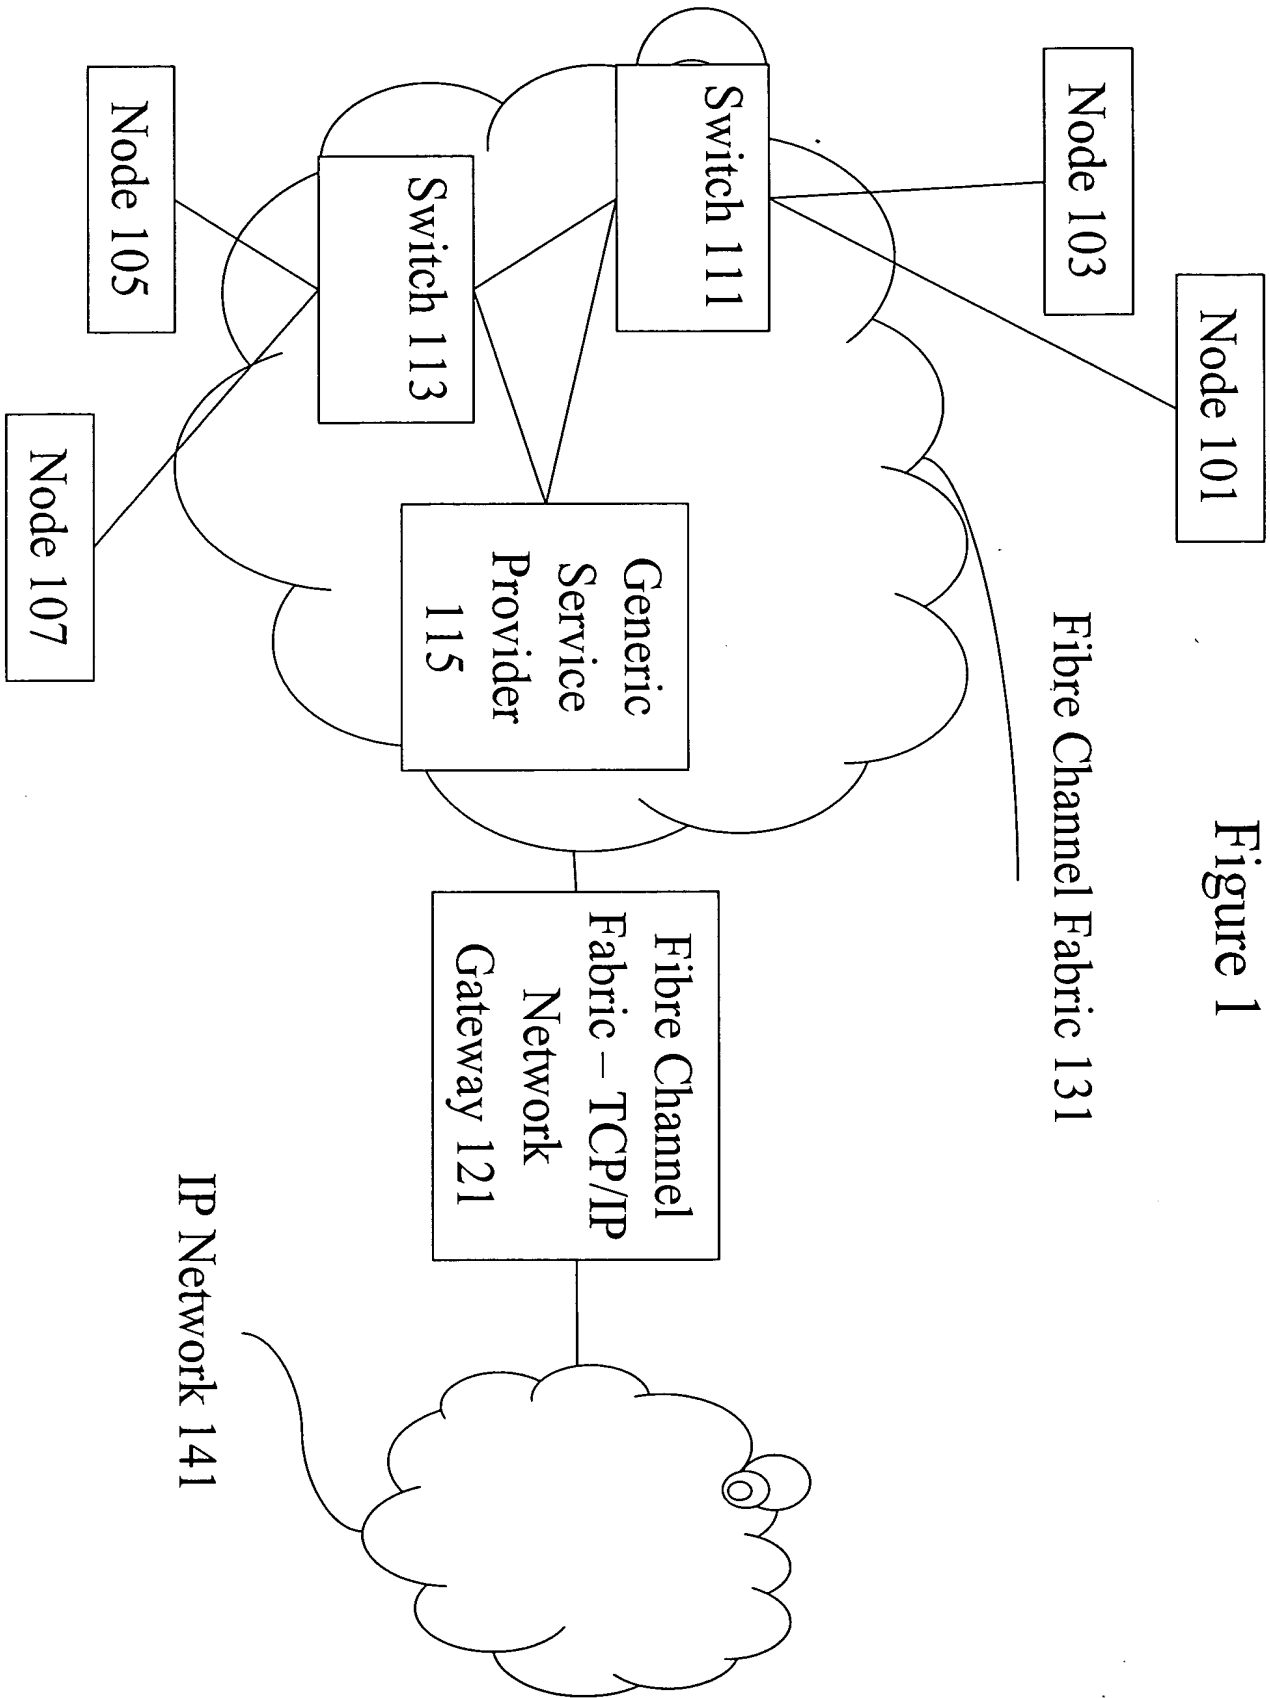 Figure 1
Node 101
Node 103
Fibre Channel Fabric 131
Switch 111
Switch 113
Generic
Service
Provider
115
Fibre Channel
Fabric – TCP/IP
Network
Gateway 121
Node 105
Node 107
IP Network 141